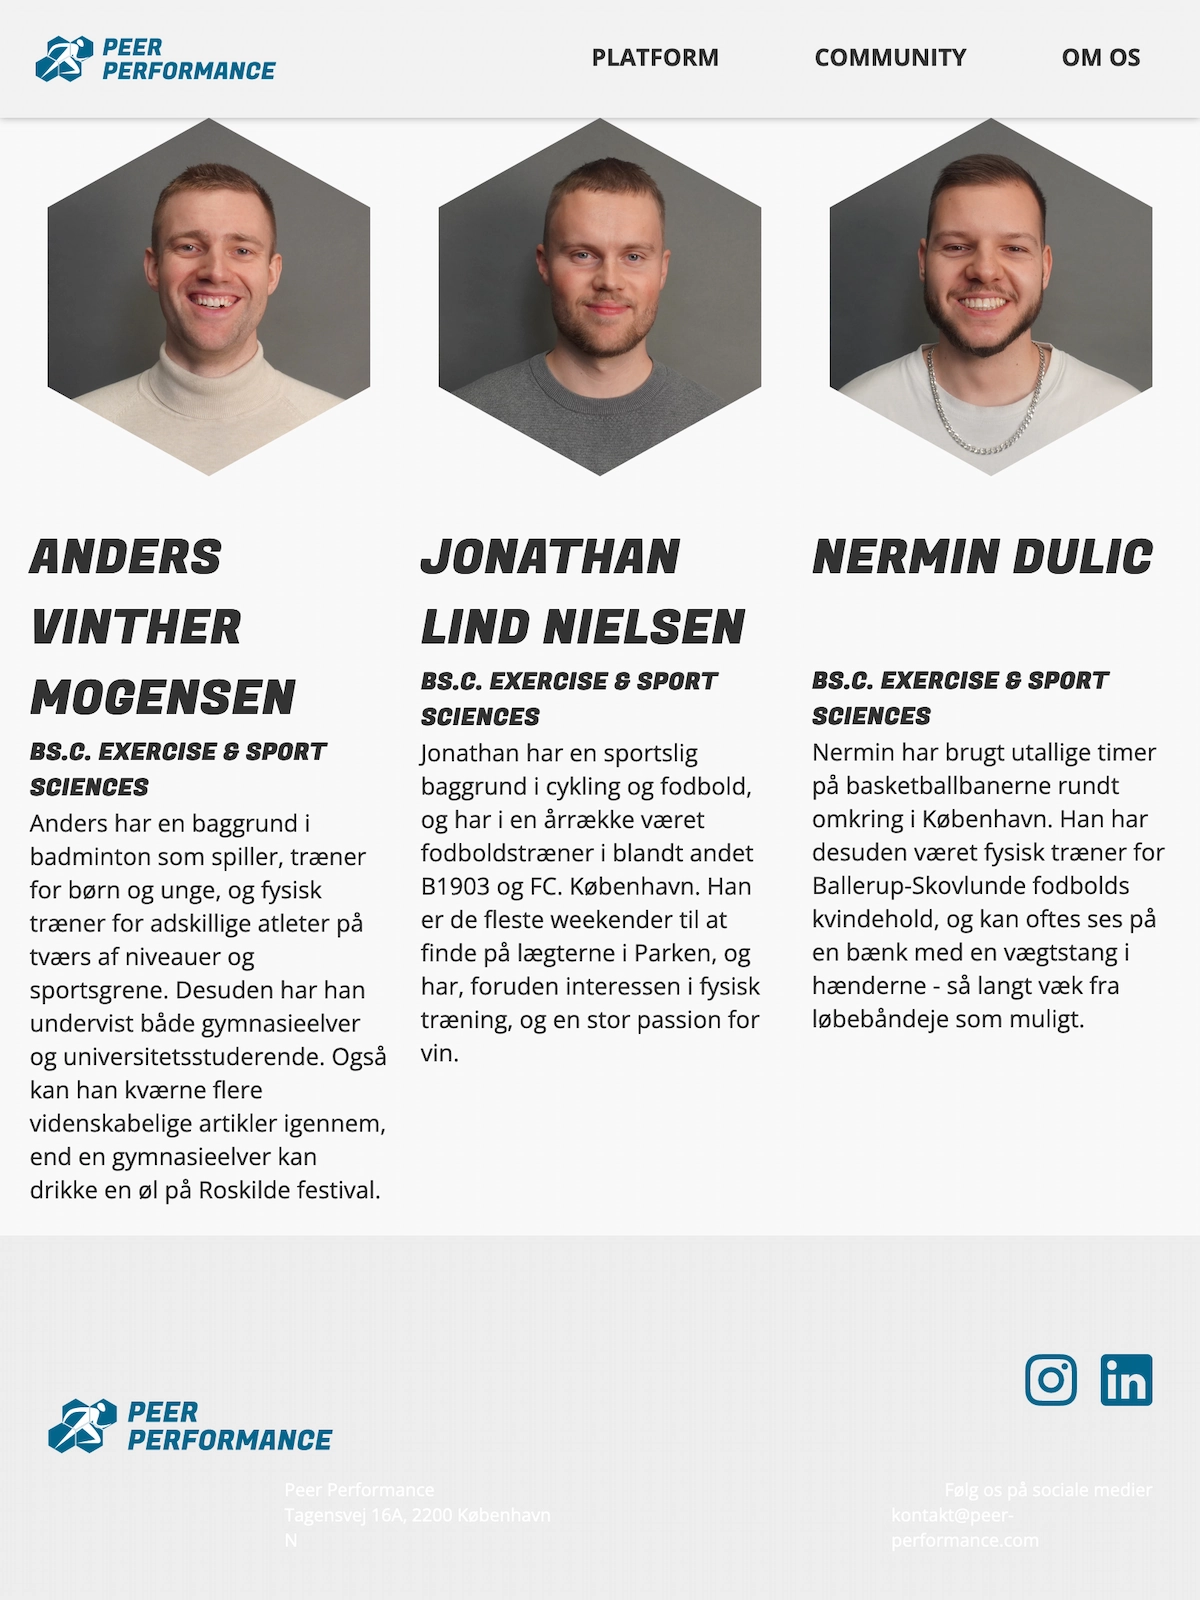 PEER
PERFORMANCE
PLATFORM
COMMUNITY
OM OS
ANDERS
VINTHER
MOGENSEN
BS.C. EXERCISE & SPORT
SCIENCES
Anders har en baggrund i
badminton som spiller, træner
for børn og unge, og fysisk
træner for adskillige atleter på
tværs af niveauer og
sportsgrene. Desuden har han
undervist både gymnasieelver
og universitetsstuderende. Også
kan han kværne flere
videnskabelige artikler igennem,
end en gymnasieelver kan
drikke en øl på Roskilde festival.
JONATHAN
LIND NIELSEN
BS.C. EXERCISE & SPORT
SCIENCES
Jonathan har en sportslig
baggrund i cykling og fodbold,
og har i en årrække været
fodboldstræner i blandt andet
B1903 og FC. København. Han
er de fleste weekender til at
finde på lægterne i Parken, og
har, foruden interessen i fysisk
træning, og en stor passion for
vin.
NERMIN DULIC
BS.C. EXERCISE & SPORT
SCIENCES
Nermin har brugt utallige timer
på basketballbanerne rundt
omkring i København. Han har
desuden været fysisk træner for
Ballerup-Skovlunde fodbolds
kvindehold, og kan oftes ses på
en bænk med en vægtstang i
hænderne - så langt væk fra
løbebåndeje som muligt.
PEER
PERFORMANCE
Peer Performance
Tagensvej 16A, 2200 København
N
in
Følg os på sociale medier
kontakt@peer-
performance.com